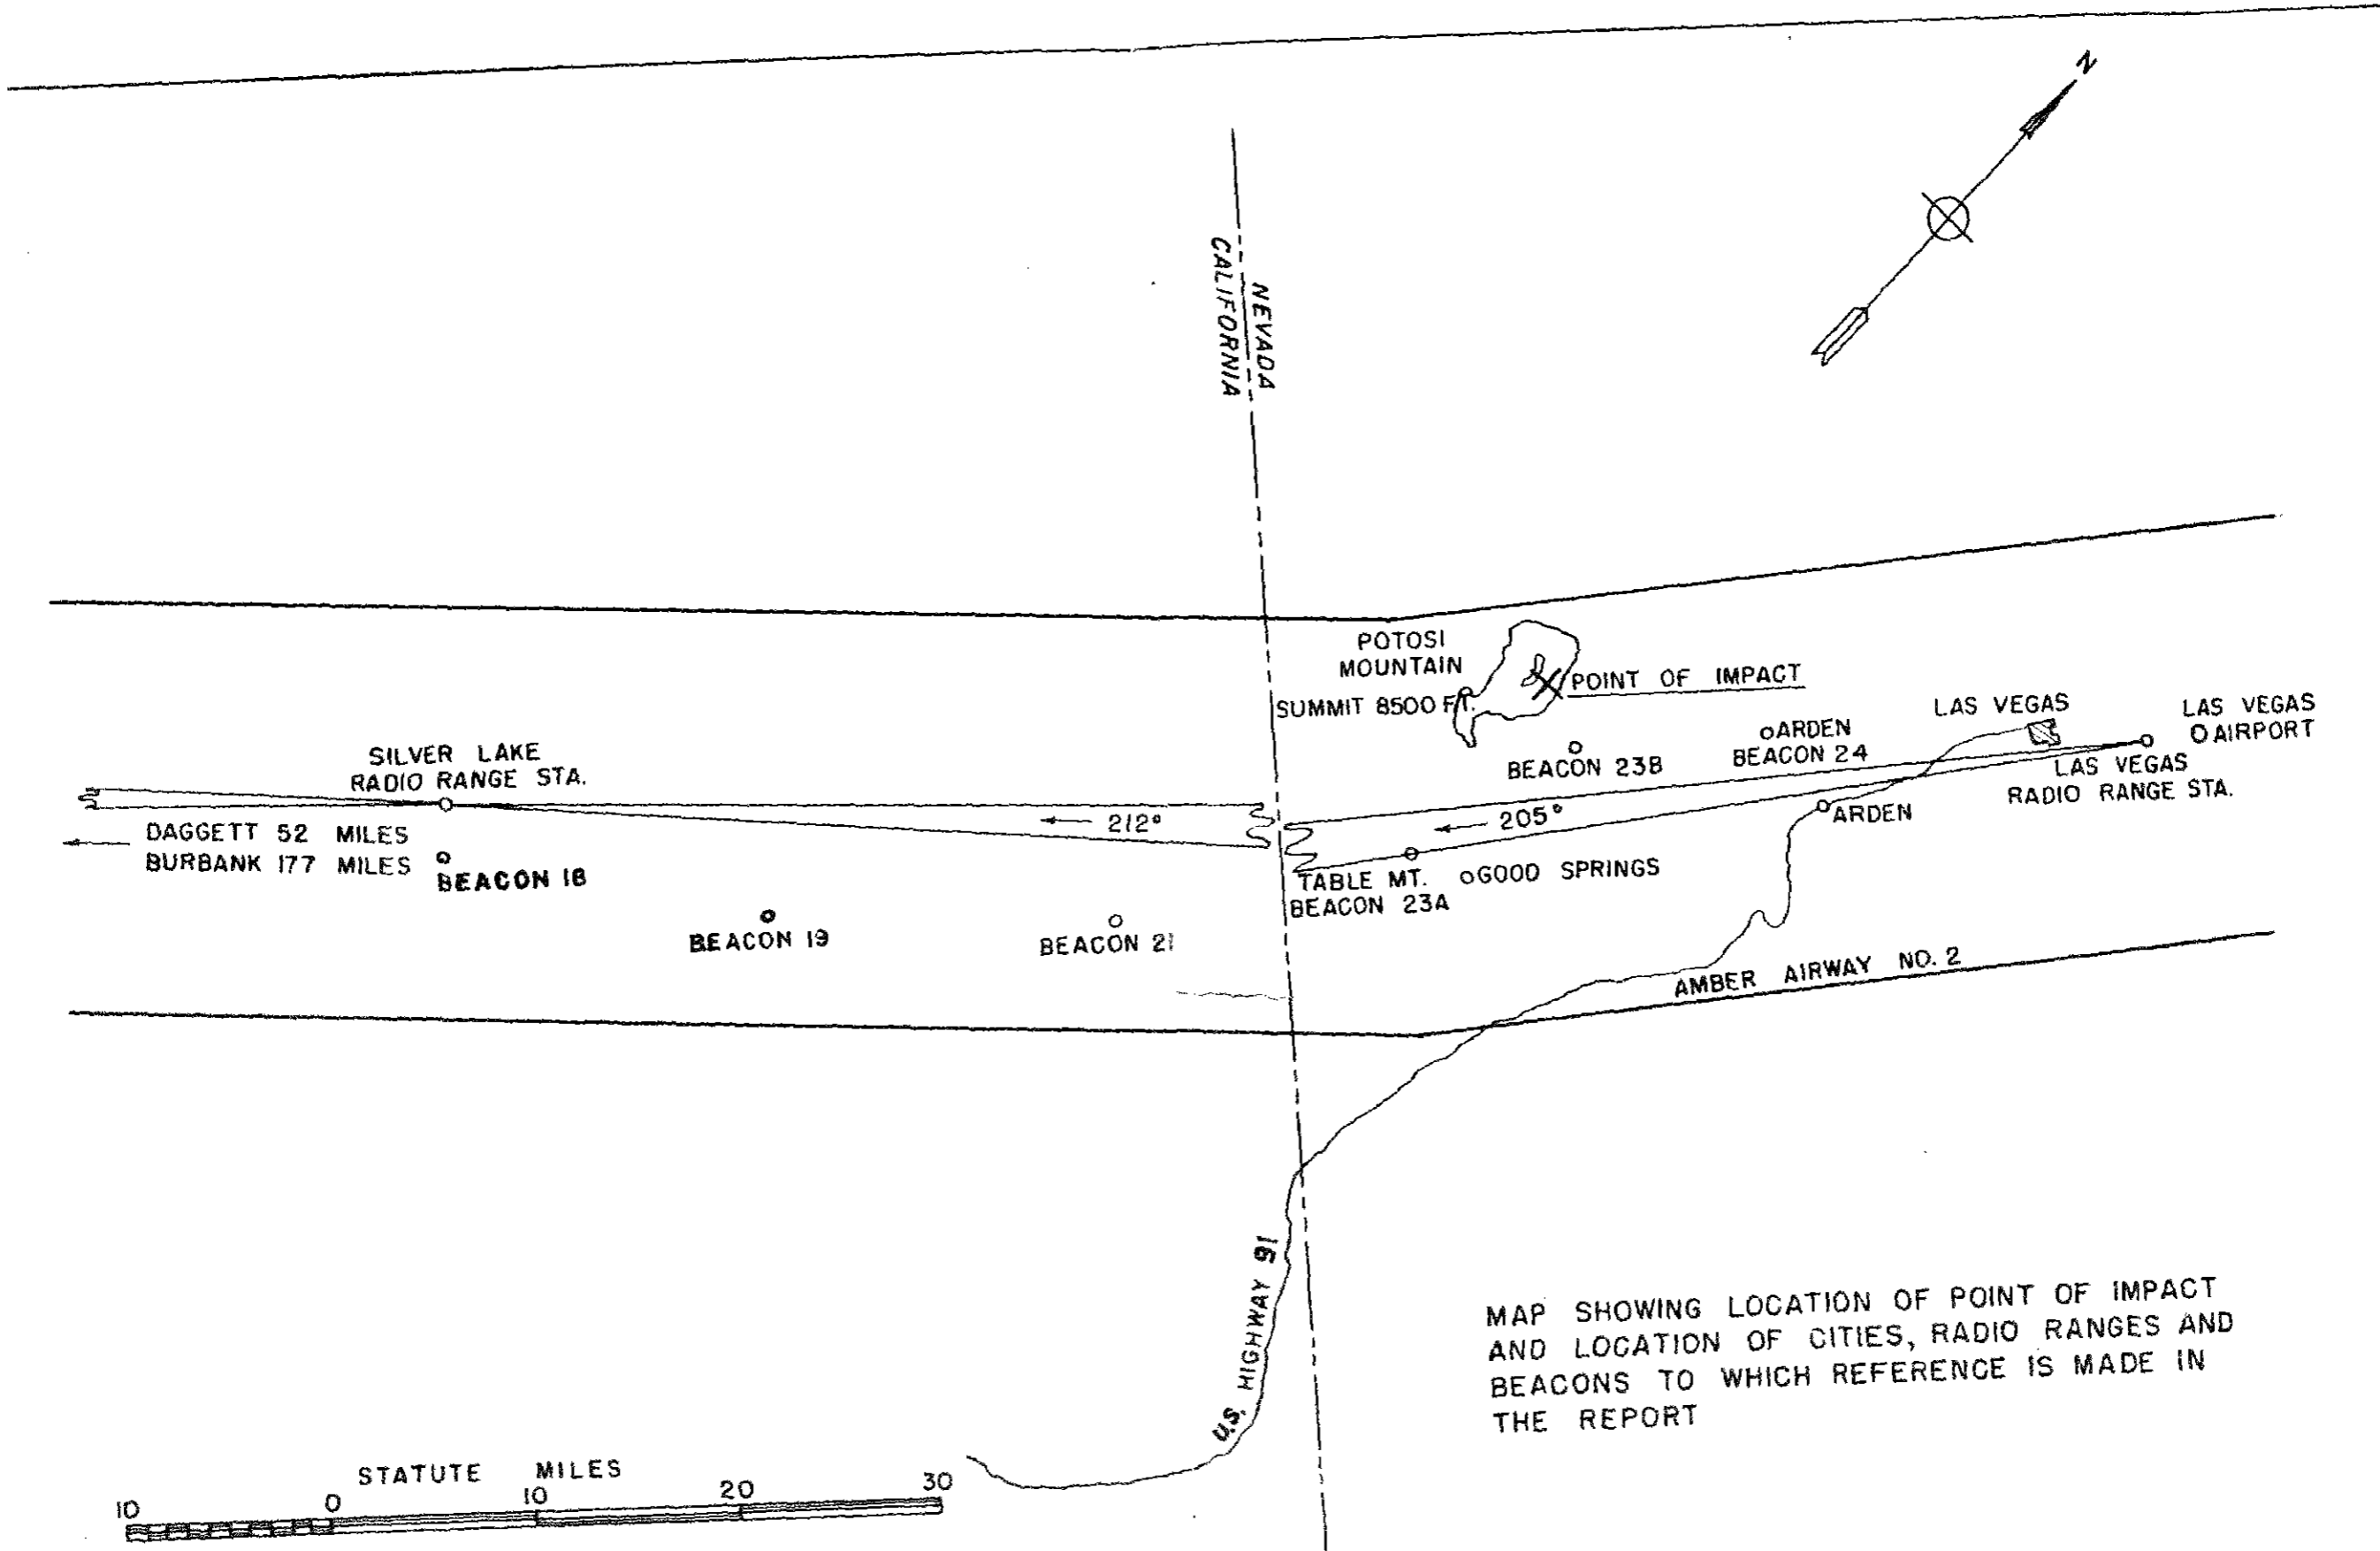 N
NEVADA
CALIFORNIA
POTOSI
MOUNTAIN
SUMMIT 8500 FT.
POINT OF IMPACT
LAS VEGAS
LAS VEGAS
AIRPORT
ARDEN
BEACON 24
BEACON 23B
LAS VEGAS
RADIO RANGE STA.
SILVER LAKE
RADIO RANGE STA.
212°
205°
ARDEN
DAGGETT 52 MILES
BURBANK 177 MILES
BEACON 18
TABLE MT.
BEACON 23A
GOOD SPRINGS
BEACON 19
BEACON 21
AMBER AIRWAY NO. 2
U.S. HIGHWAY 91
MAP SHOWING LOCATION OF POINT OF IMPACT
AND LOCATION OF CITIES, RADIO RANGES AND
BEACONS TO WHICH REFERENCE IS MADE IN
THE REPORT
STATUTE MILES
10 0 10 20 30